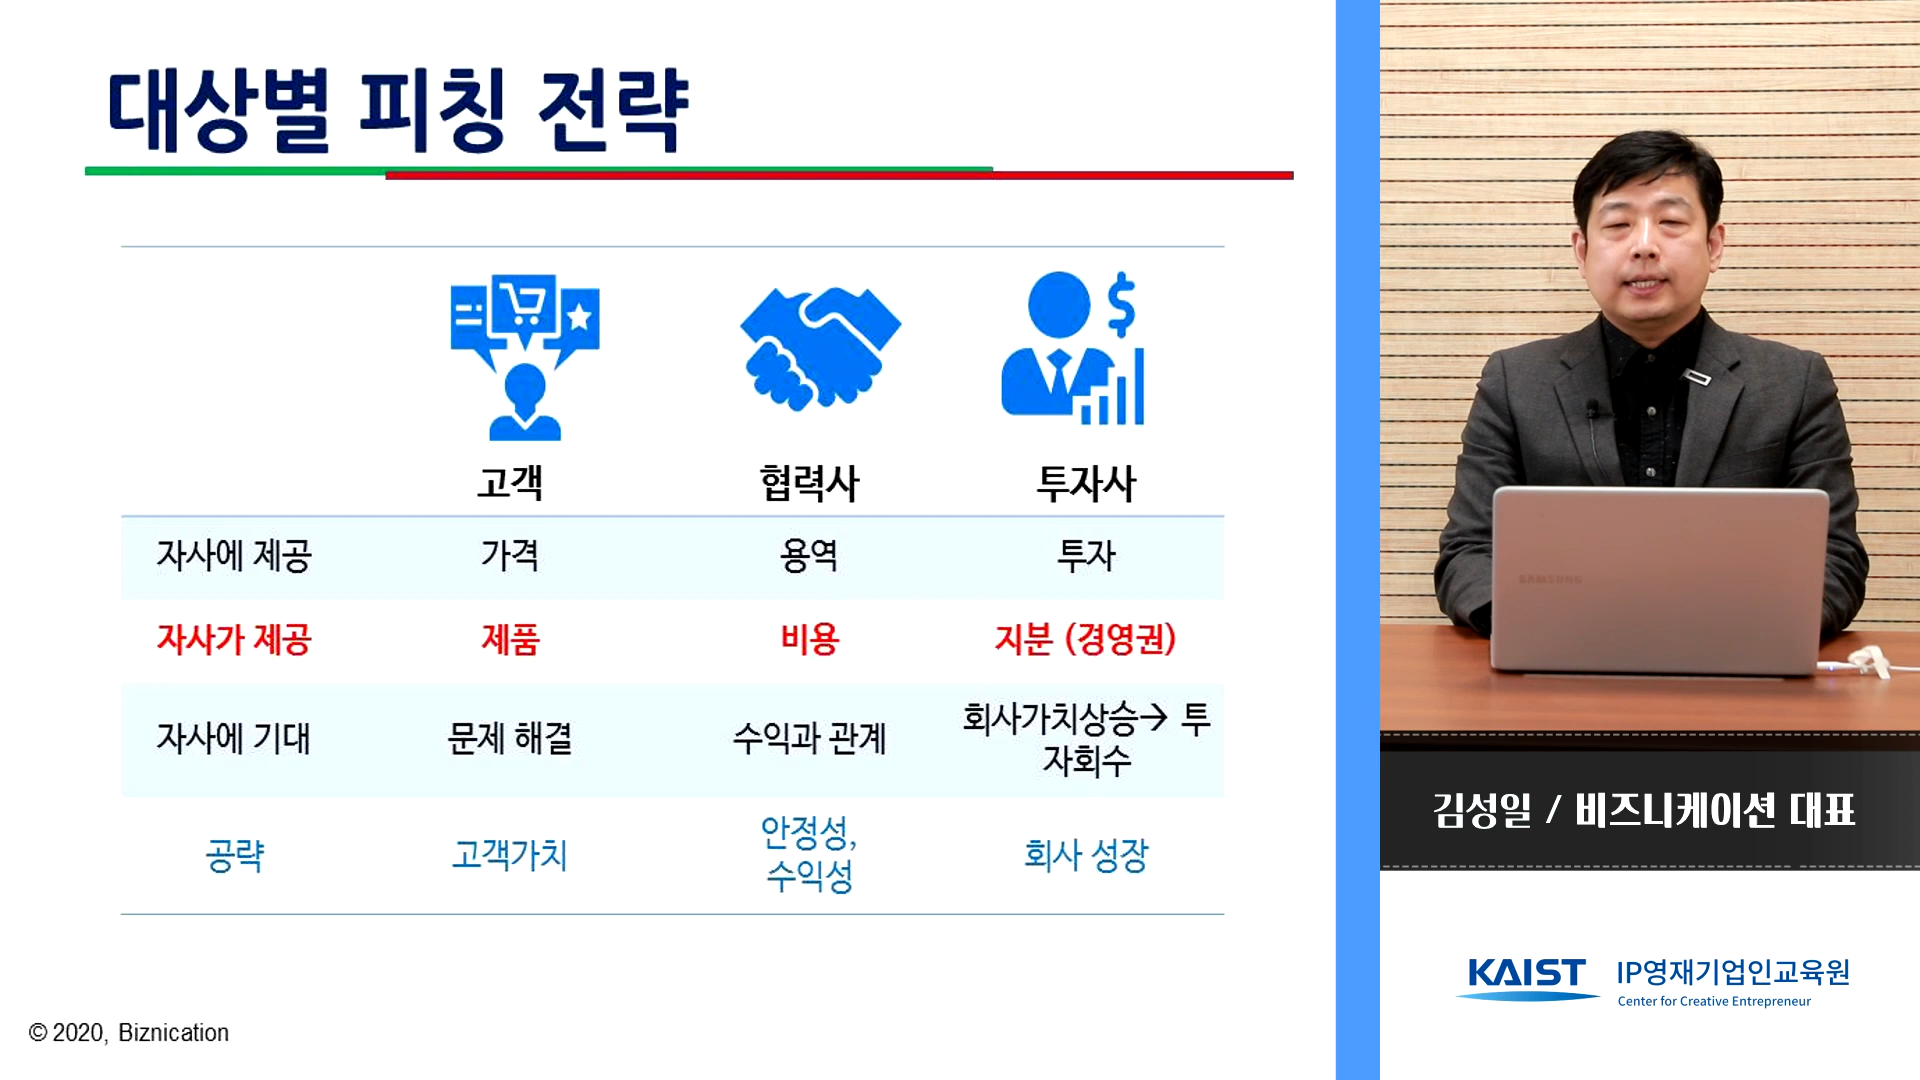 대상별 피칭 전략
고객 협력사 투자사
자사에 제공 가격 용역 투자
자사가 제공 제품 비용 지분 (경영권)
자사에 기대 문제 해결 수익과 관계 회사가치상승→ 투
자회수
공략 고객가치 안정성,
수익성 회사 성장
© 2020, Biznication
SAMSUNG
김성일 / 비즈니케이션 대표
KAIST IP영재기업인교육원
Center for Creative Entrepreneur